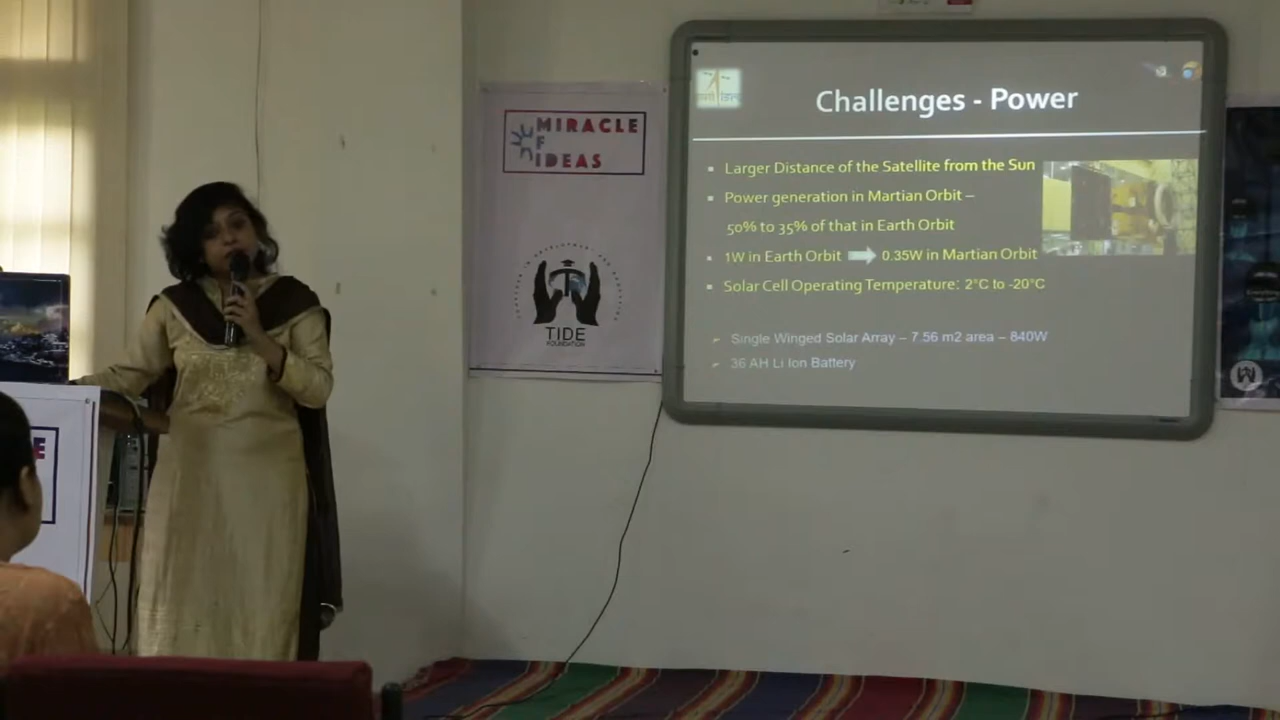 MIRACLE
OF
IDEAS
TIDE
FOUNDATION
Challenges - Power
Larger Distance of the Satellite from the Sun
Power generation in Martian Orbit –
50% to 35% of that in Earth Orbit
1W in Earth Orbit 0.35W in Martian Orbit
Solar Cell Operating Temperature: 2°C to -20°C
Single Winged Solar Array – 7.56 m2 area – 840W
36 AH Li Ion Battery